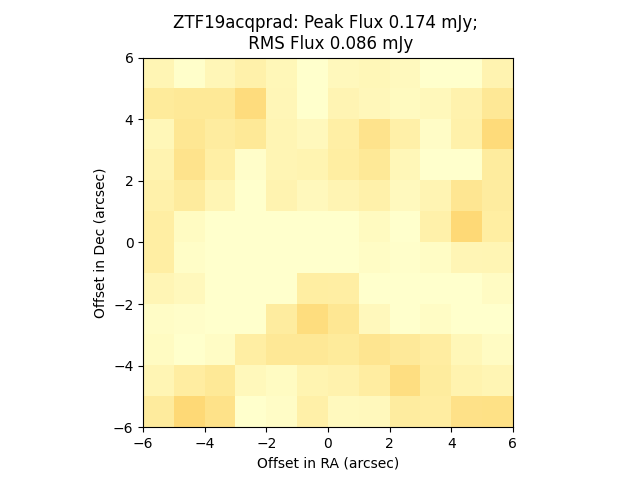 ZTF19acqprad: Peak Flux 0.174 mJy;
RMS Flux 0.086 mJy
6
4
2
0
−2
−4
−6
Offset in Dec (arcsec)
−6 −4 −2 0 2 4 6
Offset in RA (arcsec)